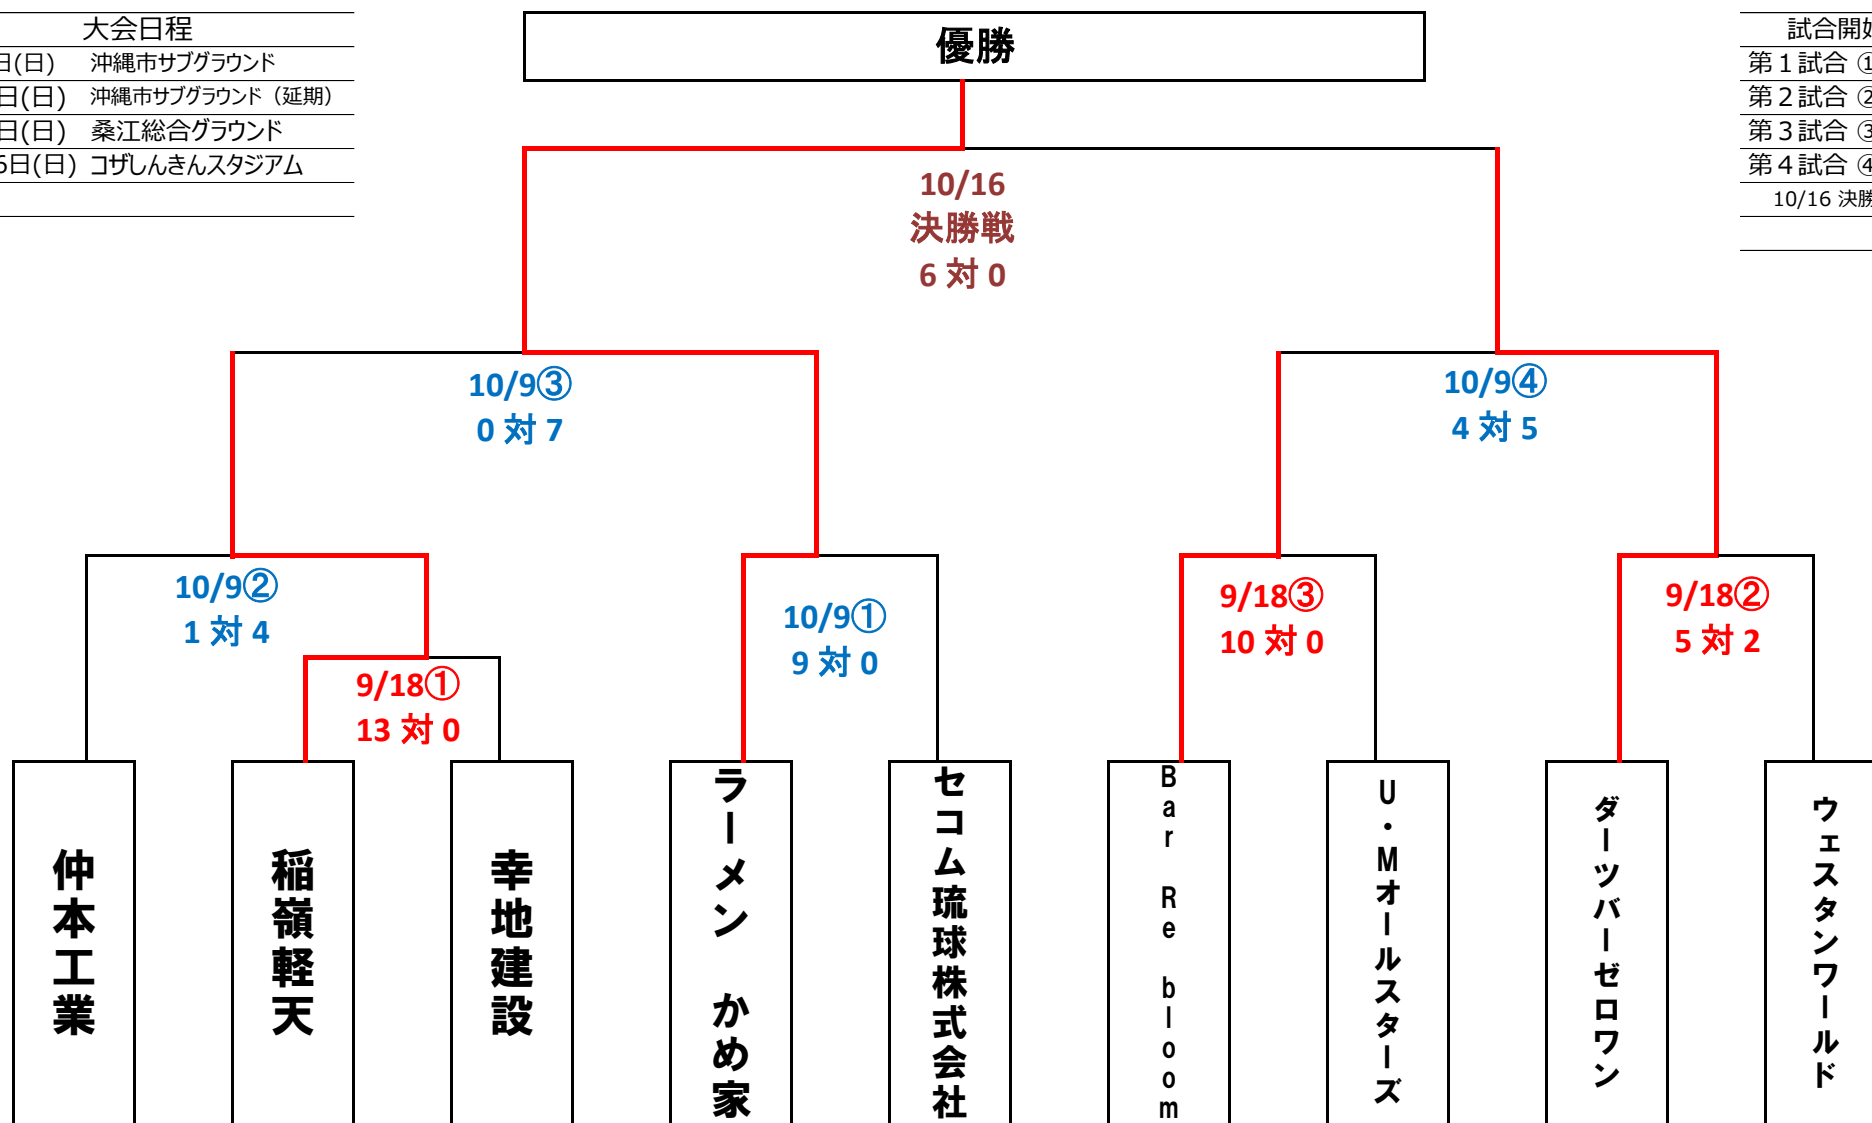 大会日程
日(日) 沖縄市サブグラウンド
日(日) 沖縄市サブグラウンド（延期）
日(日) 桑江総合グラウンド
6日(日) コザしんきんスタジアム
優勝
試合開始
第１試合 ①
第２試合 ②
第３試合 ③
第４試合 ④
10/16 決勝
10/16
決勝戦
6 対 0
10/9③
0 対 7
10/9④
4 対 5
10/9②
1 対 4
10/9①
9 対 0
9/18③
10 対 0
9/18②
5 対 2
9/18①
13 対 0
仲本工業
稲嶺軽天
幸地建設
ラーメン かめ家
セコム琉球株式会社
Bar Re bloom
U・Mオールスターズ
ダーツバーゼロワン
ウェスタンワールド